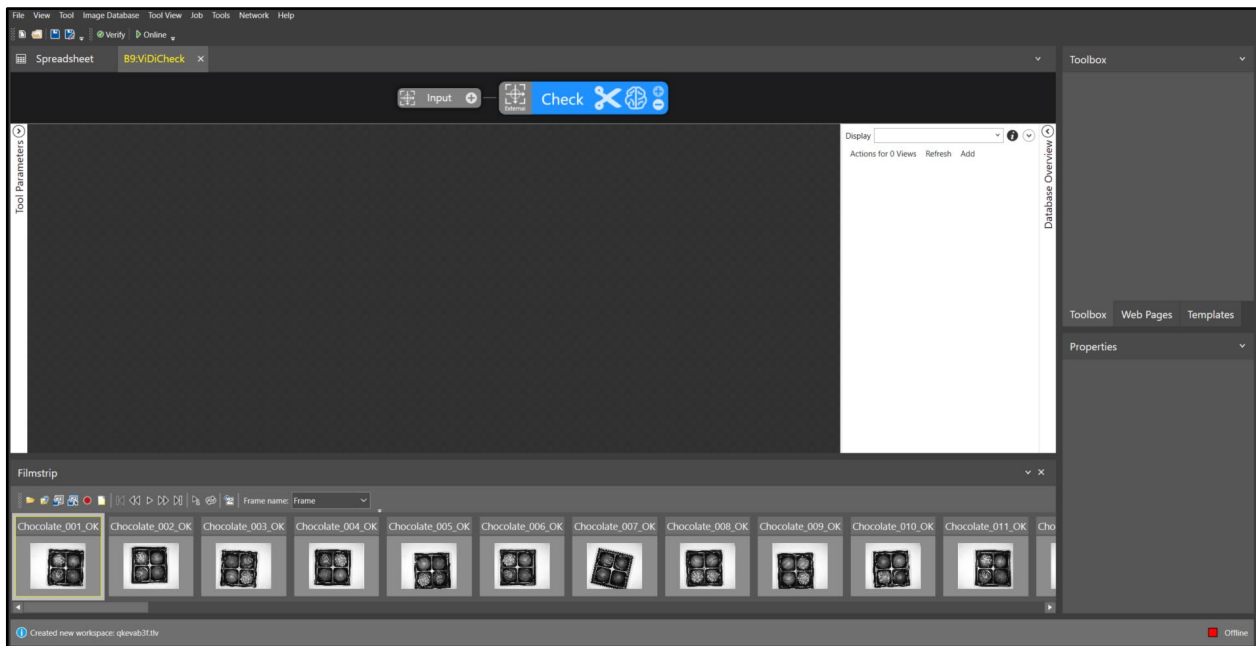 File View Tool Image Database Tool View Job Tools Network Help
Verify Online
Spreadsheet B9:ViDiCheck × Toolbox
Input External Check
Tool Parameters
Display
Actions for 0 Views Refresh Add
Database Overview
Toolbox Web Pages Templates
Properties
Filmstrip
Frame name: Frame
Chocolate_001_OK Chocolate_002_OK Chocolate_003_OK Chocolate_004_OK Chocolate_005_OK Chocolate_006_OK Chocolate_007_OK Chocolate_008_OK Chocolate_009_OK Chocolate_010_OK Chocolate_011_OK Cho
Created new workspace: qkevab3f.tlv Offline